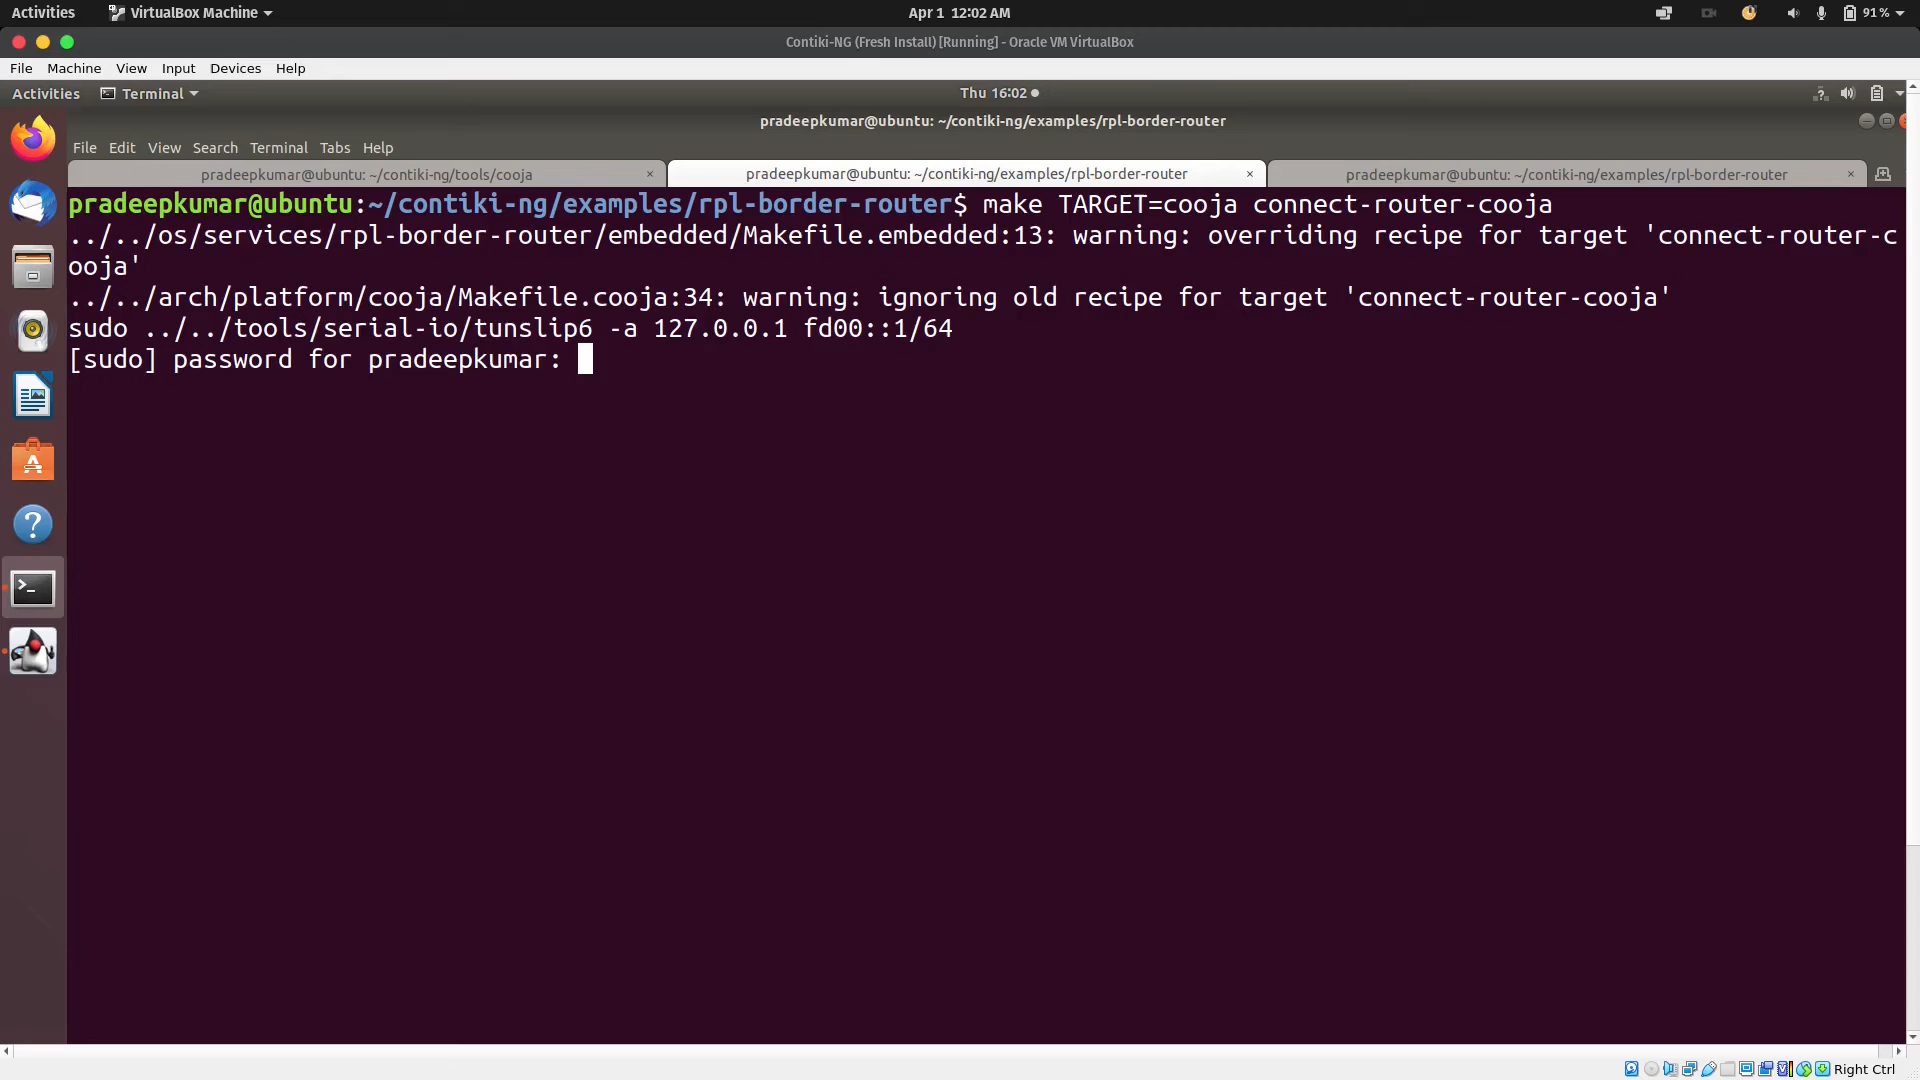 Activities VirtualBox Machine Apr 1 12:02 AM 91 %
Contiki-NG (Fresh Install) [Running] - Oracle VM VirtualBox
File Machine View Input Devices Help
Activities Terminal Thu 16:02
pradeepkumar@ubuntu: ~/contiki-ng/examples/rpl-border-router
File Edit View Search Terminal Tabs Help
pradeepkumar@ubuntu: ~/contiki-ng/tools/cooja × pradeepkumar@ubuntu: ~/contiki-ng/examples/rpl-border-router × pradeepkumar@ubuntu: ~/contiki-ng/examples/rpl-border-router ×
pradeepkumar@ubuntu:~/contiki-ng/examples/rpl-border-router$ make TARGET=cooja connect-router-cooja
../../os/services/rpl-border-router/embedded/Makefile.embedded:13: warning: overriding recipe for target 'connect-router-c
ooja'
../../arch/platform/cooja/Makefile.cooja:34: warning: ignoring old recipe for target 'connect-router-cooja'
sudo ../../tools/serial-io/tunslip6 -a 127.0.0.1 fd00::1/64
[sudo] password for pradeepkumar:
Right Ctrl